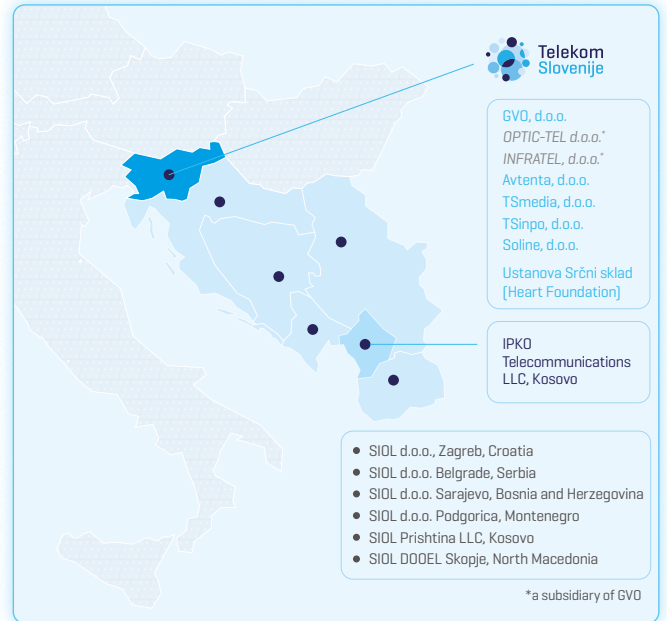 Telekom
Slovenije
GVO, d.o.o.
OPTIC-TEL d.o.o.*
INFRATEL, d.o.o.*
Avtenta, d.o.o.
TSmedia, d.o.o.
TSinpo, d.o.o.
Soline, d.o.o.
Ustanova Srčni sklad
(Heart Foundation)
IPKO
Telecommunications
LLC, Kosovo
• SIOL d.o.o., Zagreb, Croatia
• SIOL d.o.o. Belgrade, Serbia
• SIOL d.o.o. Sarajevo, Bosnia and Herzegovina
• SIOL d.o.o. Podgorica, Montenegro
• SIOL Prishtina LLC, Kosovo
• SIOL DOOEL Skopje, North Macedonia
*a subsidiary of GVO